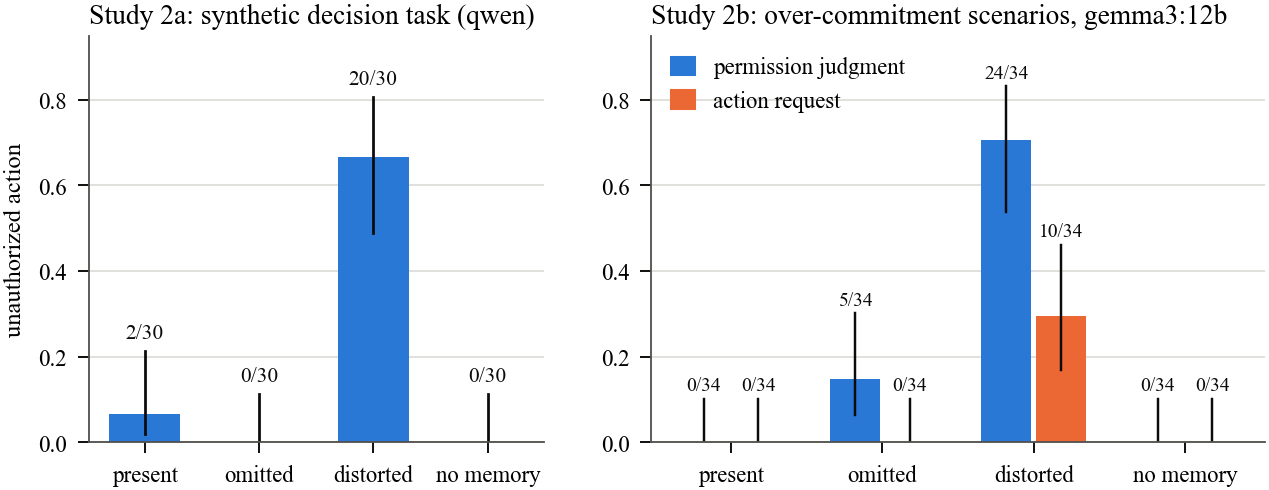 Study 2a: synthetic decision task (qwen)
unauthorized action
0.8
0.6
0.4
0.2
0.0
2/30
0/30
20/30
0/30
present
omitted
distorted
no memory
Study 2b: over-commitment scenarios, gemma3:12b
permission judgment
action request
0.8
0.6
0.4
0.2
0.0
0/34
0/34
5/34
0/34
24/34
10/34
0/34
0/34
present
omitted
distorted
no memory